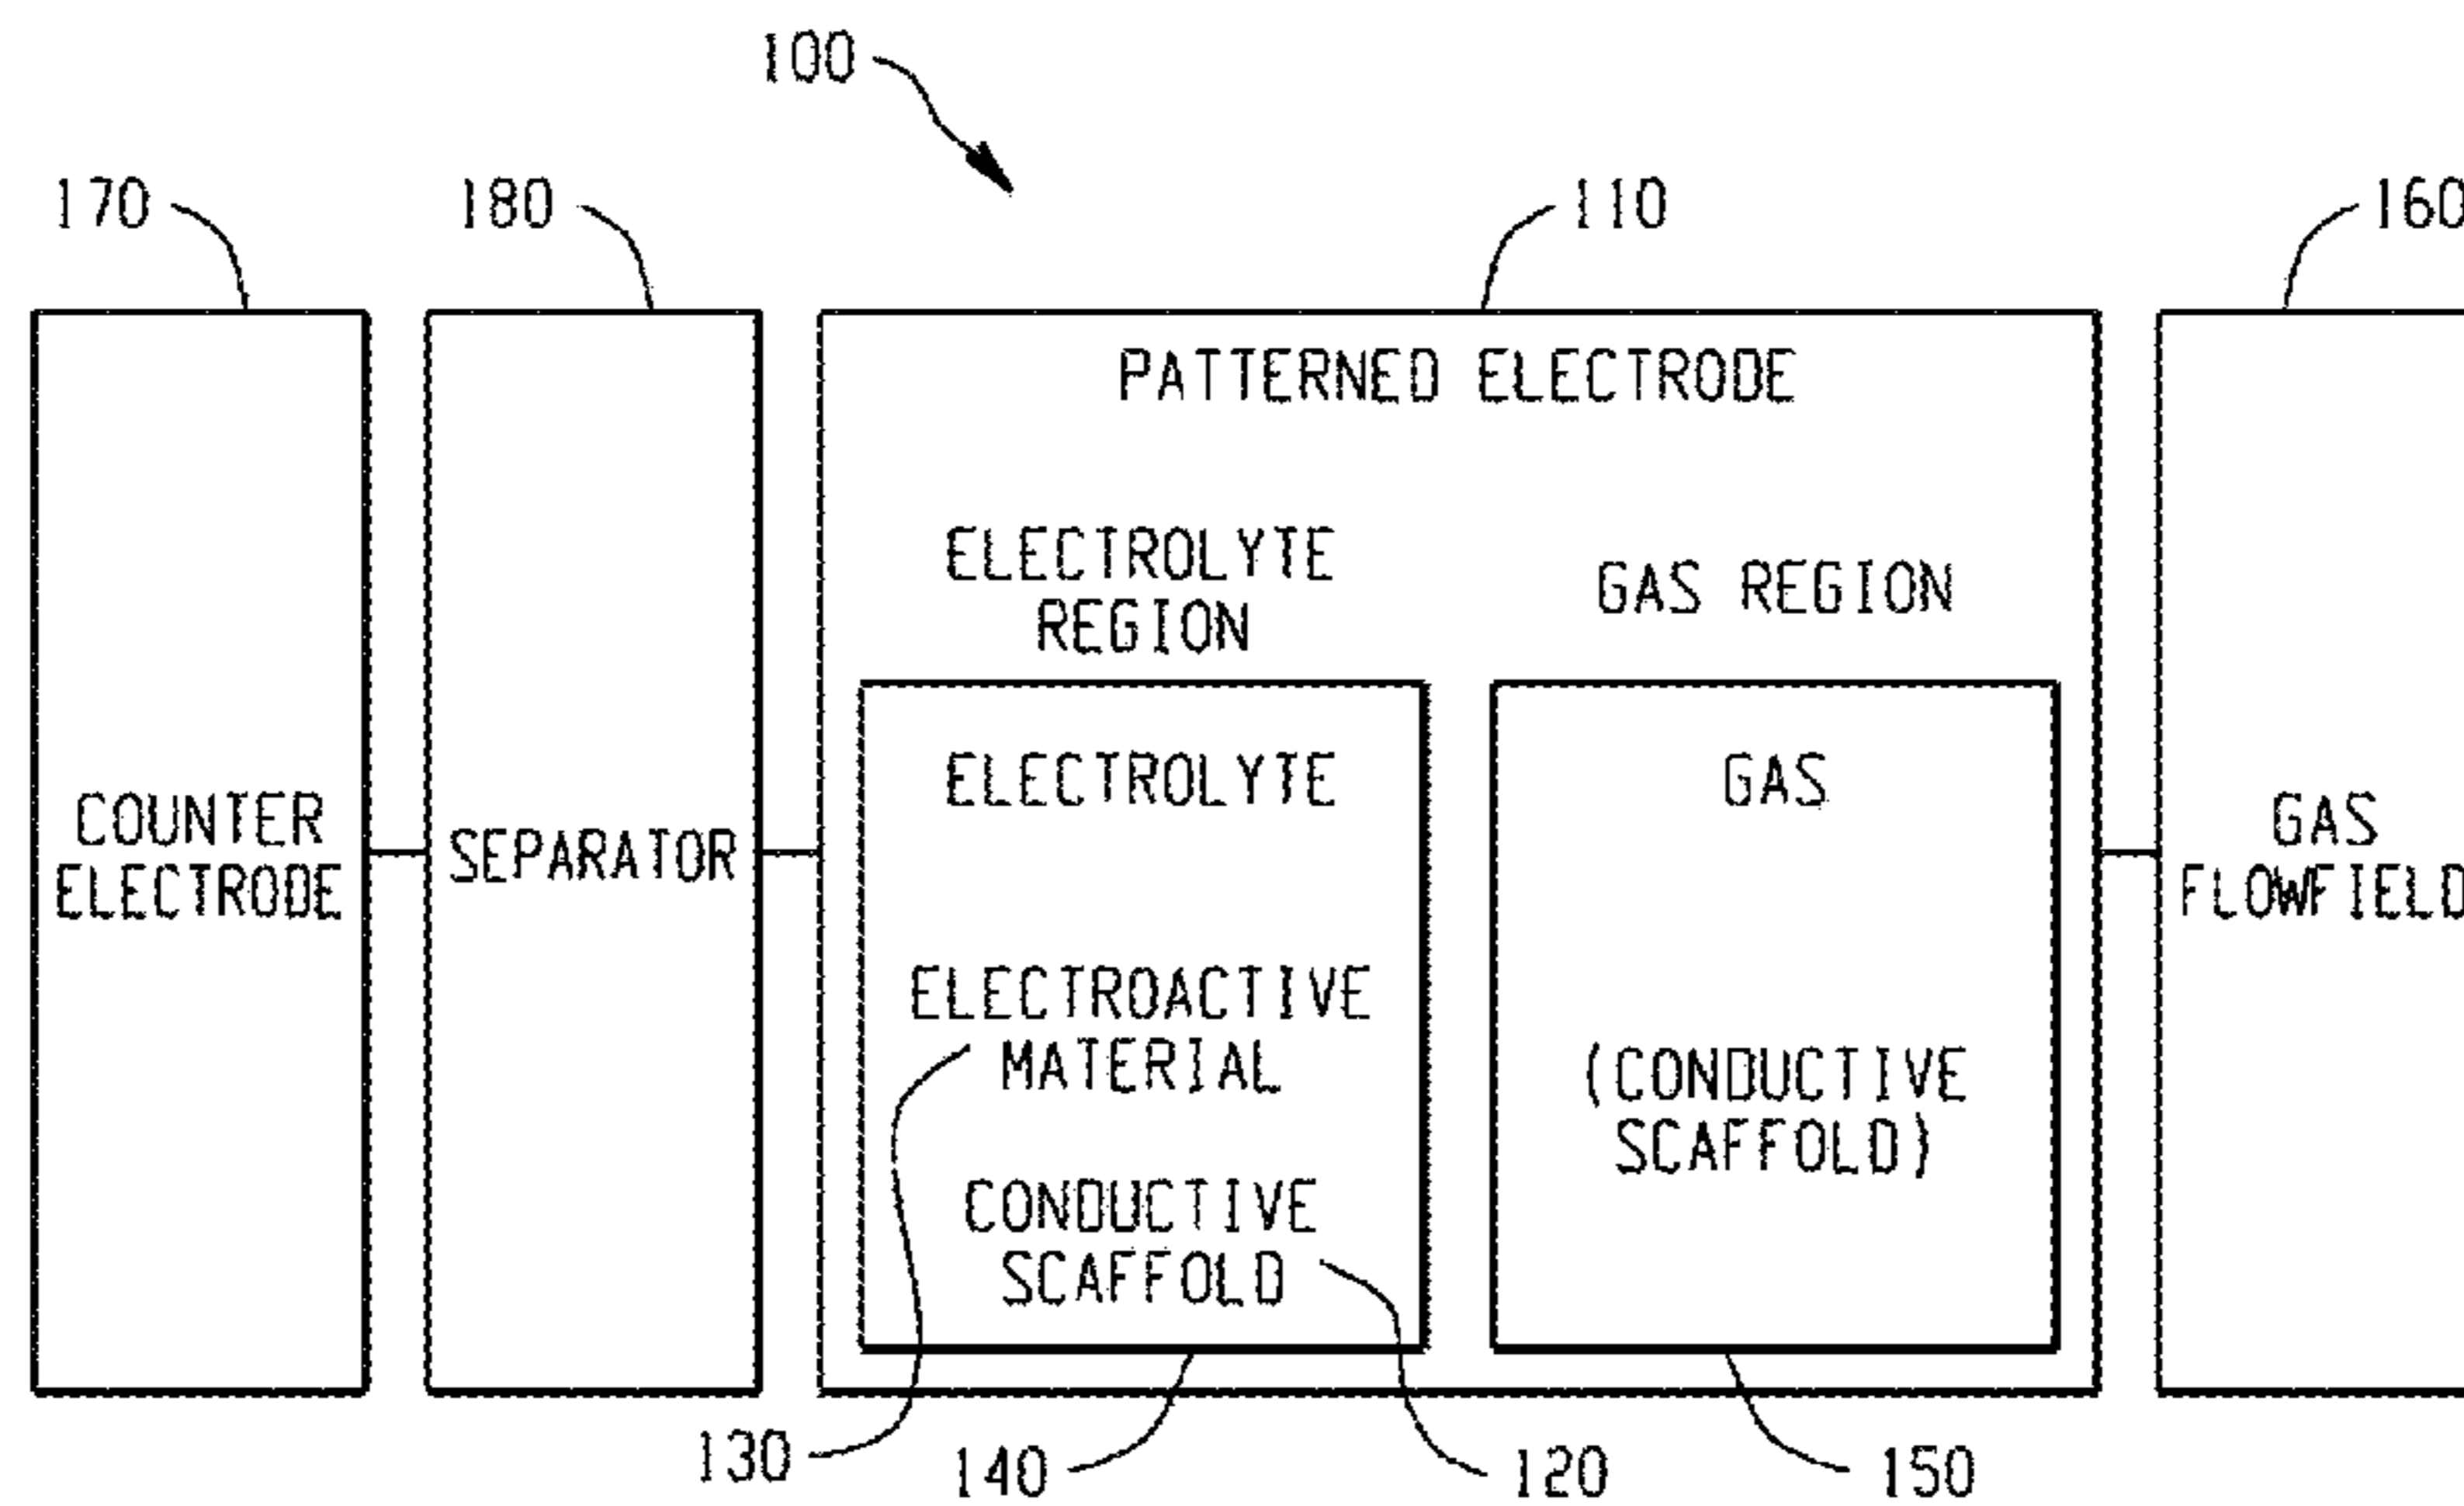 100
170
180
110
160
PATTERNED ELECTRODE
ELECTROLYTE
REGION
GAS REGION
ELECTROLYTE
GAS
COUNTER
ELECTRODE
SEPARATOR
GAS
FLOWFIELD
ELECTROACTIVE
MATERIAL
(CONDUCTIVE
SCAFFOLD)
CONDUCTIVE
SCAFFOLD
130
140
120
150